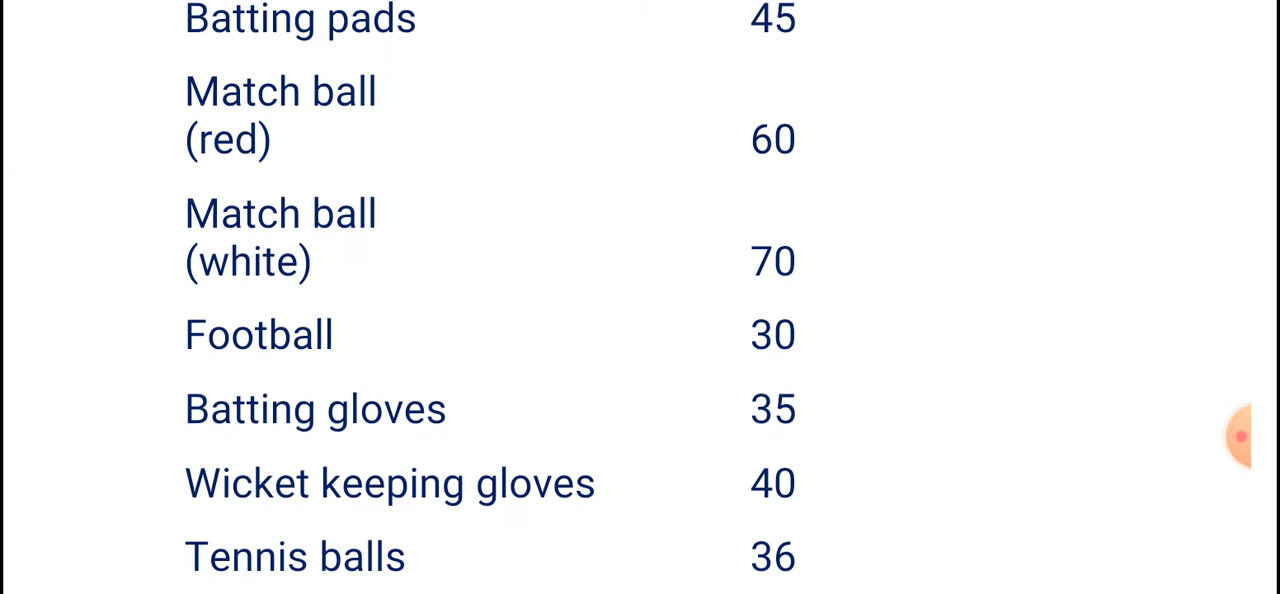 Batting pads 45
Match ball
(red) 60
Match ball
(white) 70
Football 30
Batting gloves 35
Wicket keeping gloves 40
Tennis balls 36